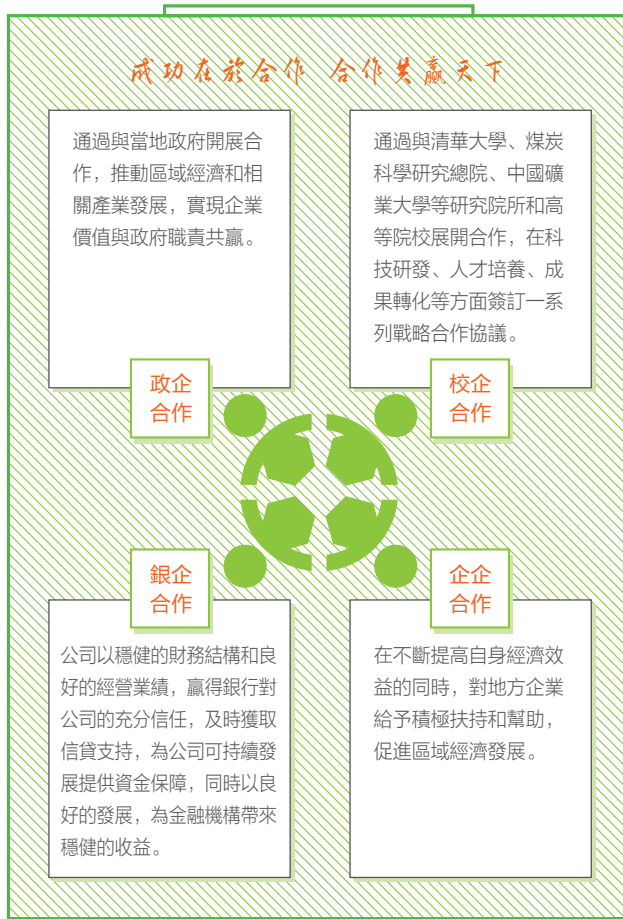 成功在於合作 合作共贏天下
通過與當地政府開展合
作，推動區域經濟和相
關產業發展，實現企業
價值與政府職責共贏。
政企
合作
通過與清華大學、煤炭
科學研究總院、中國礦
業大學等研究院所和高
等院校展開合作，在科
技研發、人才培養、成
果轉化等方面簽訂一系
列戰略合作協議。
校企
合作
銀企
合作
公司以穩健的財務結構和良
好的經營業績，贏得銀行對
公司的充分信任，及時獲取
信貸支持，為公司可持續發
展提供資金保障，同時以良
好的發展，為金融機構帶來
穩健的收益。
企企
合作
在不斷提高自身經濟效
益的同時，對地方企業
給予積極扶持和幫助，
促進區域經濟發展。